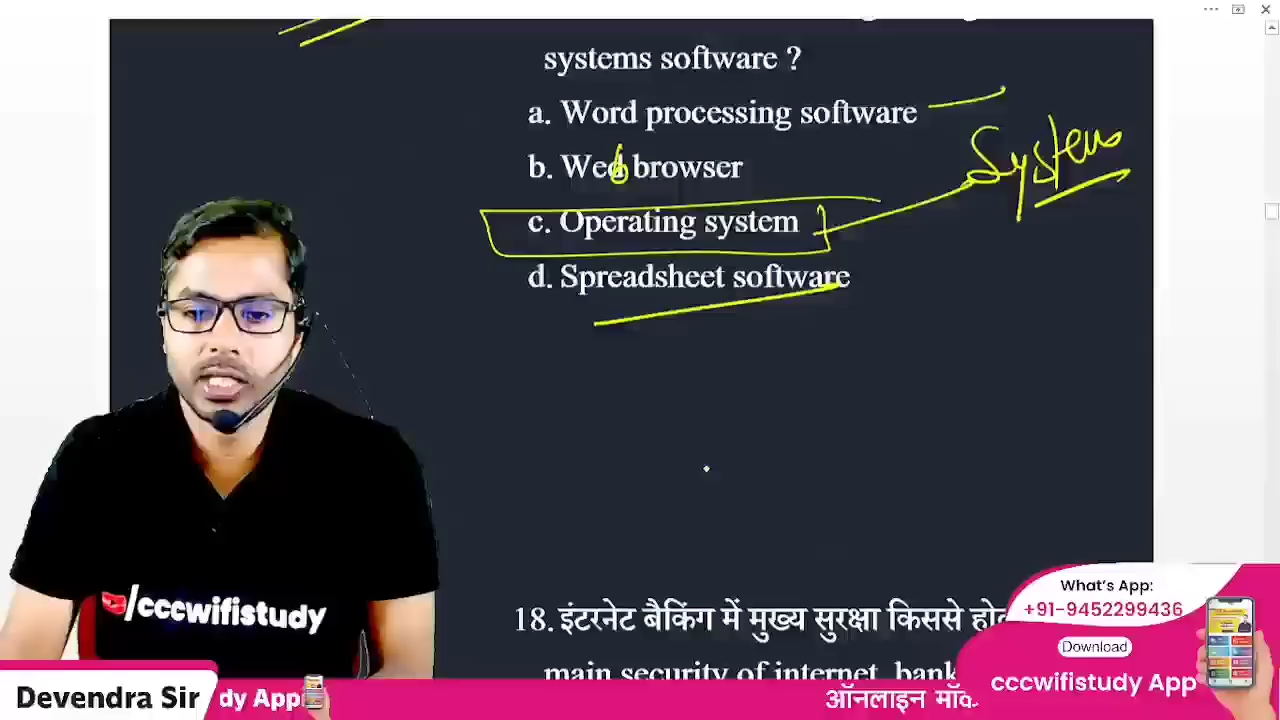 systems software ?
a. Word processing software
b. Web browser
System
c. Operating system
d. Spreadsheet software
/cccwifistudy
18. इंटरनेट बैकिंग में मुख्य सुरक्षा किससे
main security of internet
What's App:
+91-9452299436
Download
cccwifistudy App
Devendra Sir
dy App
ऑनलाइन